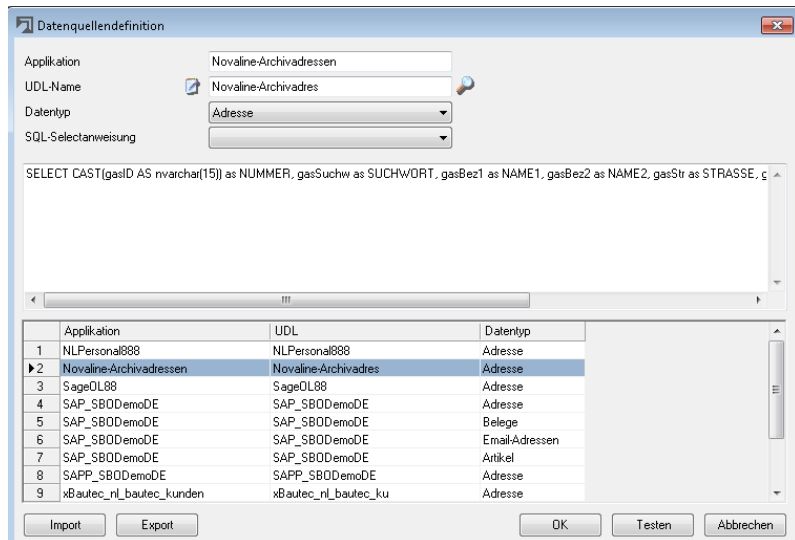 Datenquellendefinition
Applikation Novaline-Archivadressen
UDL-Name Novaline-Archivadres
Datentyp Adresse
SQL-Selectanweisung
SELECT CAST(gasID AS nvarchar(15)) as NUMMER, gasSuchw as SUCHWORT, gasBez1 as NAME1, gasBez2 as NAME2, gasStr as STRASSE, g
Applikation UDL Datentyp
1 NLPersonal888 NLPersonal888 Adresse
2 Novaline-Archivadressen Novaline-Archivadres Adresse
3 SageOL88 SageOL88 Adresse
4 SAP_SBODemoDE SAP_SBODemoDE Adresse
5 SAP_SBODemoDE SAP_SBODemoDE Belege
6 SAP_SBODemoDE SAP_SBODemoDE Email-Adressen
7 SAP_SBODemoDE SAP_SBODemoDE Artikel
8 SAPP_SBODemoDE SAPP_SBODemoDE Adresse
9 xBautec_nl_bautec_kunden xBautec_nl_bautec_ku Adresse
Import Export OK Testen Abbrechen